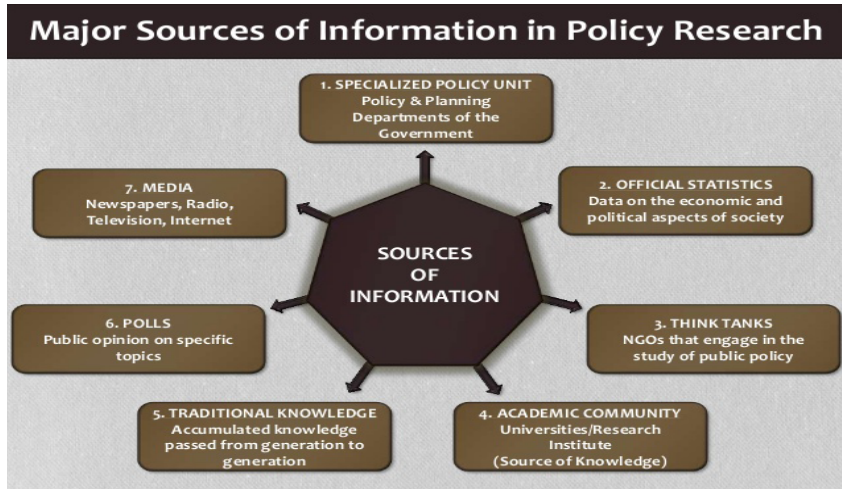 Major Sources of Information in Policy Research
1. SPECIALIZED POLICY UNIT
Policy & Planning
Departments of the
Government
2. OFFICIAL STATISTICS
Data on the economic and
political aspects of society
3. THINK TANKS
NGOs that engage in the
study of public policy
4. ACADEMIC COMMUNITY
Universities/Research
Institute
(Source of Knowledge)
5. TRADITIONAL KNOWLEDGE
Accumulated knowledge
passed from generation to
generation
6. POLLS
Public opinion on specific
topics
7. MEDIA
Newspapers, Radio,
Television, Internet
SOURCES
OF
INFORMATION